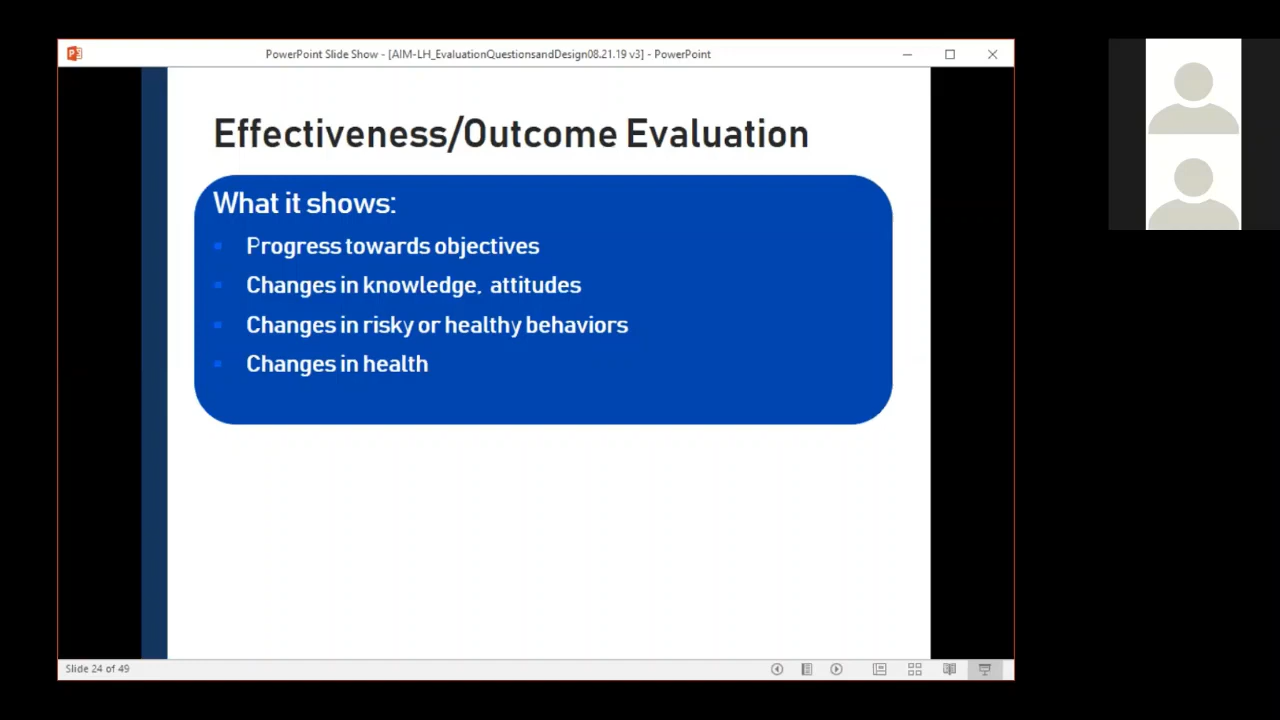 PowerPoint Slide Show - [AIM-LH_EvaluationQuestionsandDesign08.21.19 v3] - PowerPoint
Effectiveness/Outcome Evaluation
What it shows:
Progress towards objectives
Changes in knowledge, attitudes
Changes in risky or healthy behaviors
Changes in health
Slide 24 of 49